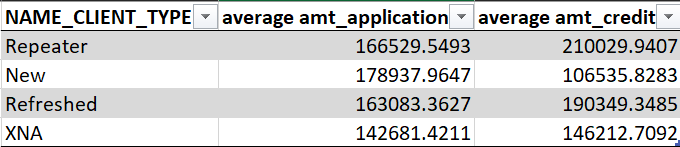 NAME_CLIENT_TYPE average amt_application average amt_credit
Repeater 166529.5493 210029.9407
New 178937.9647 106535.8283
Refreshed 163083.3627 190349.3485
XNA 142681.4211 146212.7092